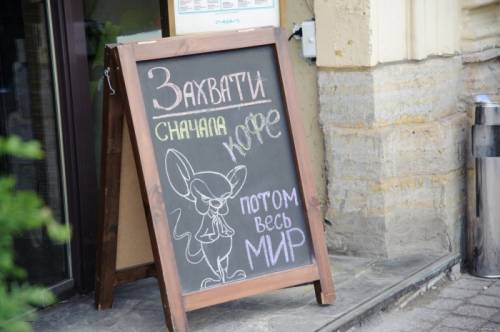 Захвати
сначала
кофе
потом
весь
мир